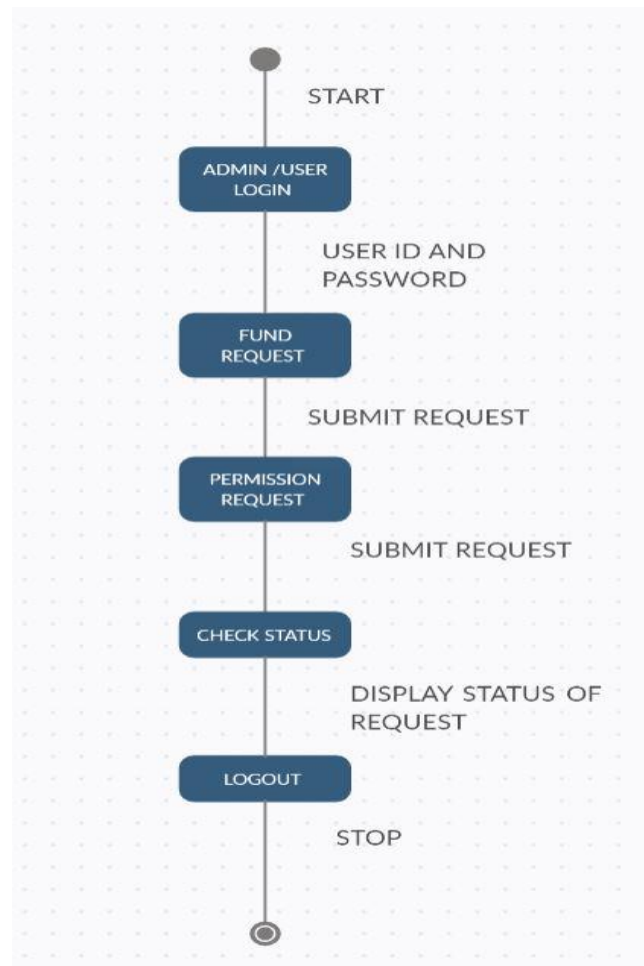 START
ADMIN /USER
LOGIN
USER ID AND
PASSWORD
FUND
REQUEST
SUBMIT REQUEST
PERMISSION
REQUEST
SUBMIT REQUEST
CHECK STATUS
DISPLAY STATUS OF
REQUEST
LOGOUT
STOP